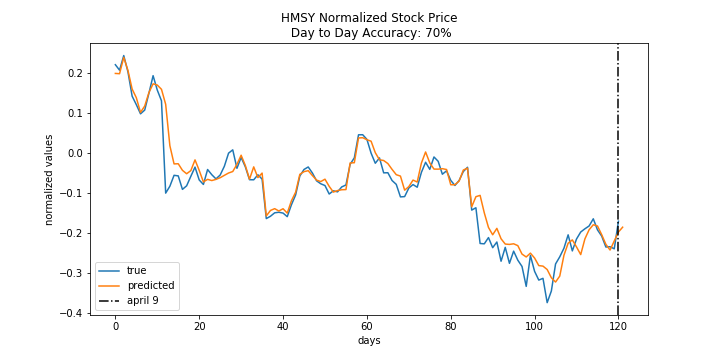 HMSY Normalized Stock Price
Day to Day Accuracy: 70%
normalized values
0.2
0.1
0.0
−0.1
−0.2
−0.3
−0.4
true
predicted
april 9
0 20 40 60 80 100 120
days